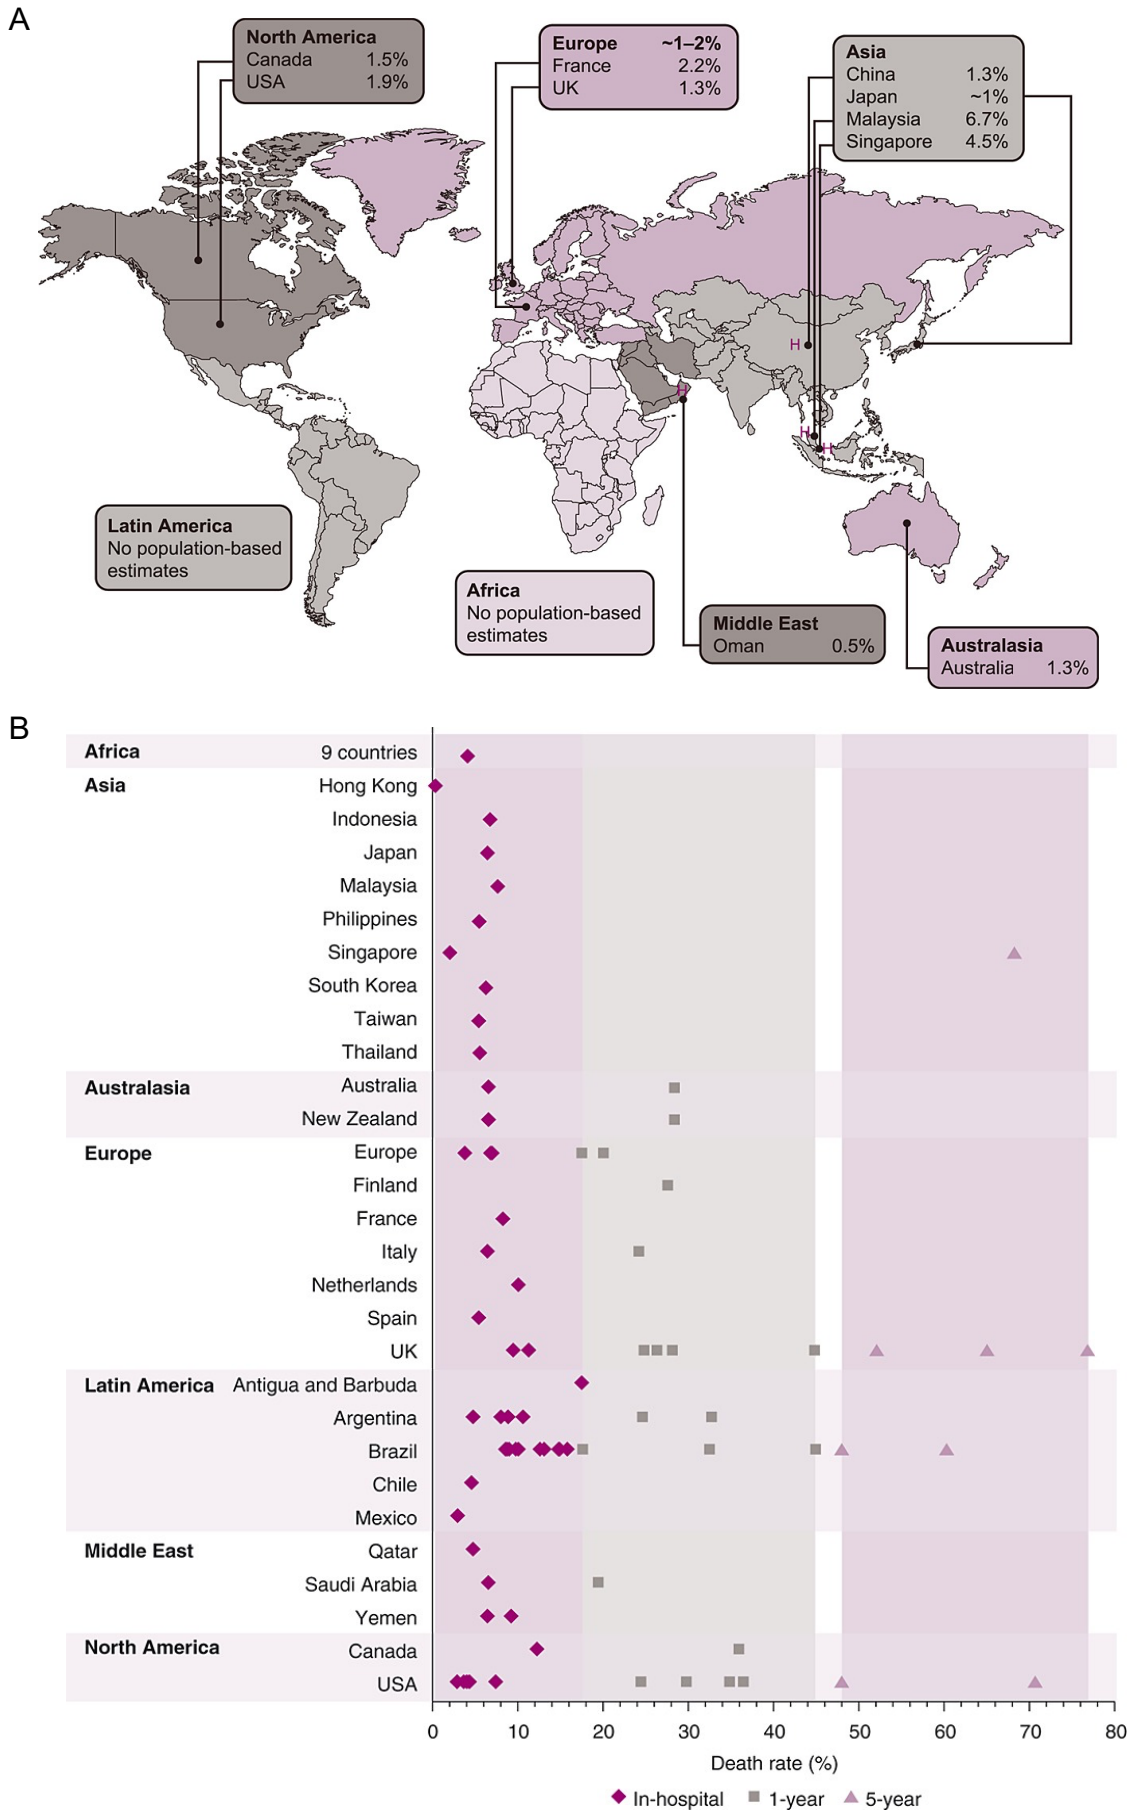 A
North America
Canada 1.5%
USA 1.9%
Europe ~1–2%
France 2.2%
UK 1.3%
Asia
China 1.3%
Japan ~1%
Malaysia 6.7%
Singapore 4.5%
H
H
H
H
Latin America
No population-based
estimates
Africa
No population-based
estimates
Middle East
Oman 0.5%
Australasia
Australia 1.3%
B
Africa 9 countries
Asia Hong Kong
Indonesia
Japan
Malaysia
Philippines
Singapore
South Korea
Taiwan
Thailand
Australasia Australia
New Zealand
Europe Europe
Finland
France
Italy
Netherlands
Spain
UK
Latin America Antigua and Barbuda
Argentina
Brazil
Chile
Mexico
Middle East Qatar
Saudi Arabia
Yemen
North America Canada
USA
0 10 20 30 40 50 60 70 80
Death rate (%)
In-hospital 1-year 5-year